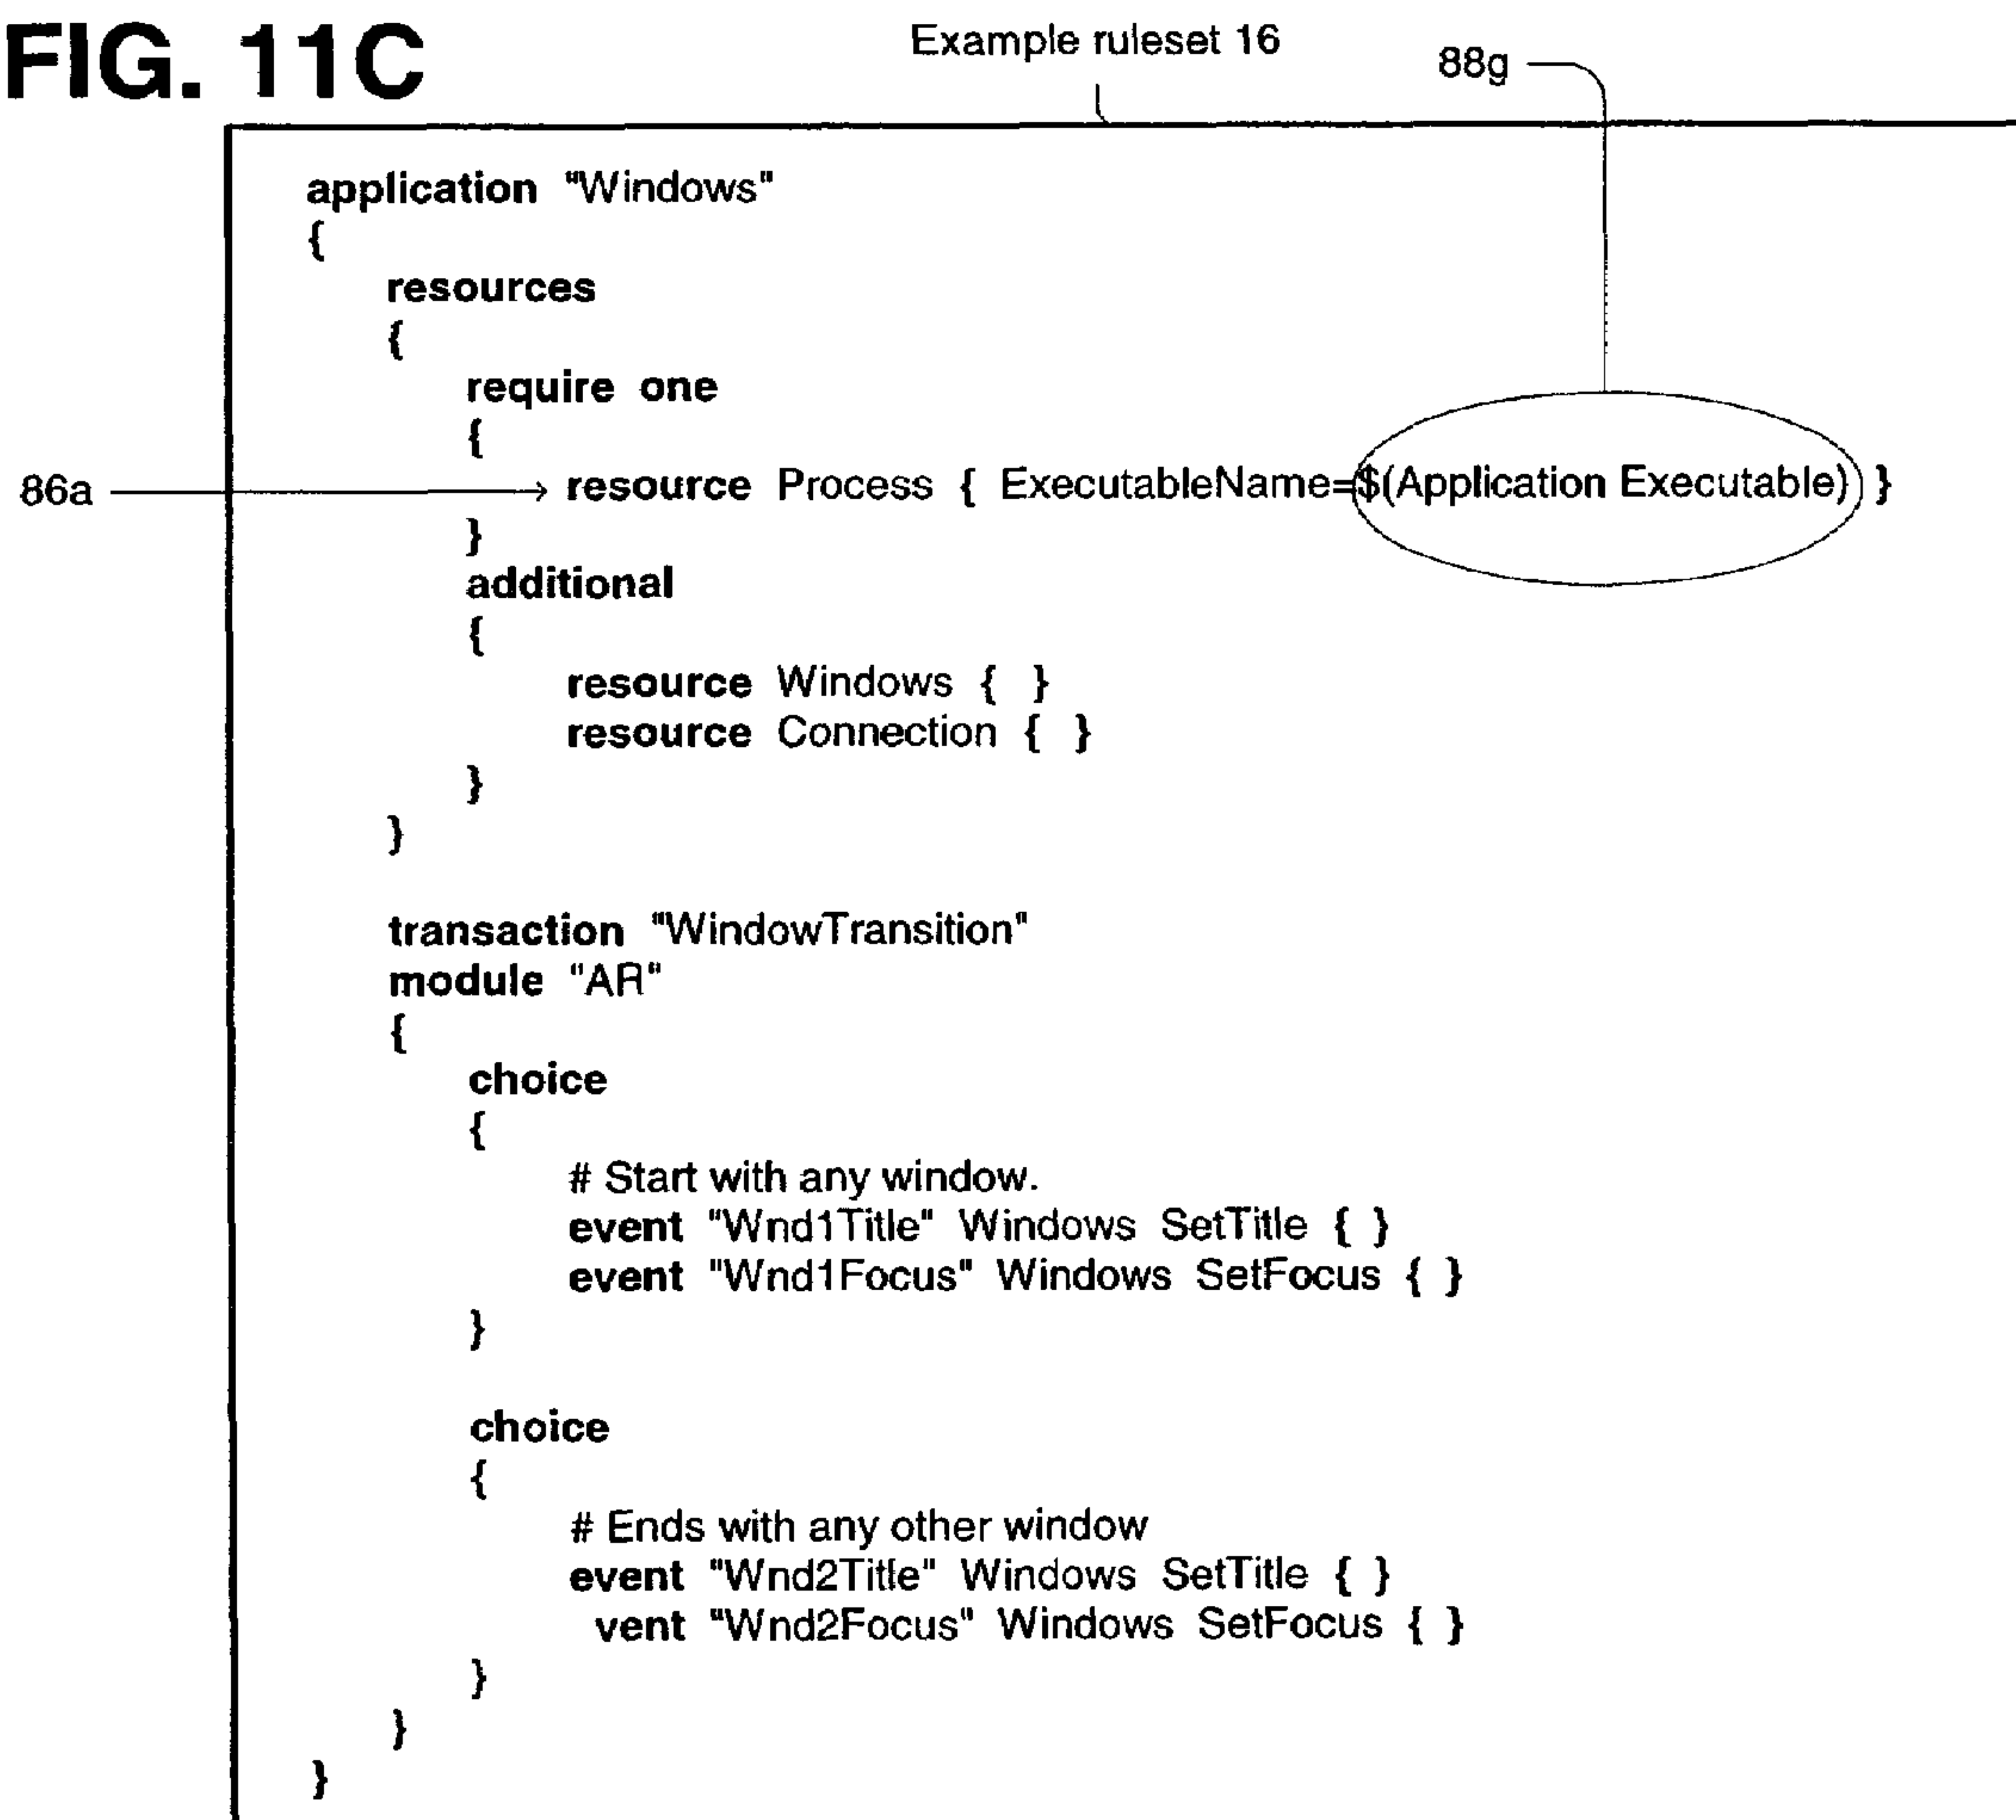 FIG. 11C
Example ruleset 16
88g
application "Windows"
{
resources
{
require one
{
86a
resource Process { ExecutableName=$(Application Executable) }
}
additional
{
resource Windows { }
resource Connection { }
}
}
transaction "WindowTransition"
module "AR"
{
choice
{
# Start with any window.
event "Wnd1Title" Windows SetTitle { }
event "Wnd1Focus" Windows SetFocus { }
}
choice
{
# Ends with any other window
event "Wnd2Title" Windows SetTitle { }
vent "Wnd2Focus" Windows SetFocus { }
}
}
}